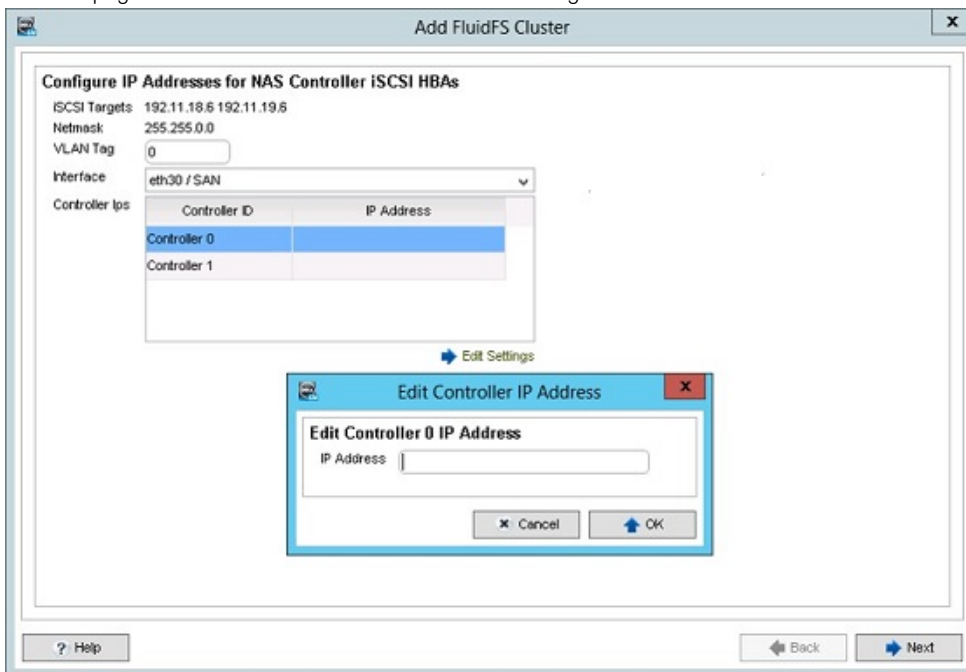 Add FluidFS Cluster
x
Configure IP Addresses for NAS Controller iSCSI HBAs
iSCSI Targets 192.11.18.6 192.11.19.6
Netmask 255.255.0.0
VLAN Tag 0
Interface eth30 / SAN
Controller Ips
Controller ID IP Address
Controller 0
Controller 1
Edit Settings
Edit Controller IP Address
x
Edit Controller 0 IP Address
IP Address
x Cancel OK
? Help Back Next